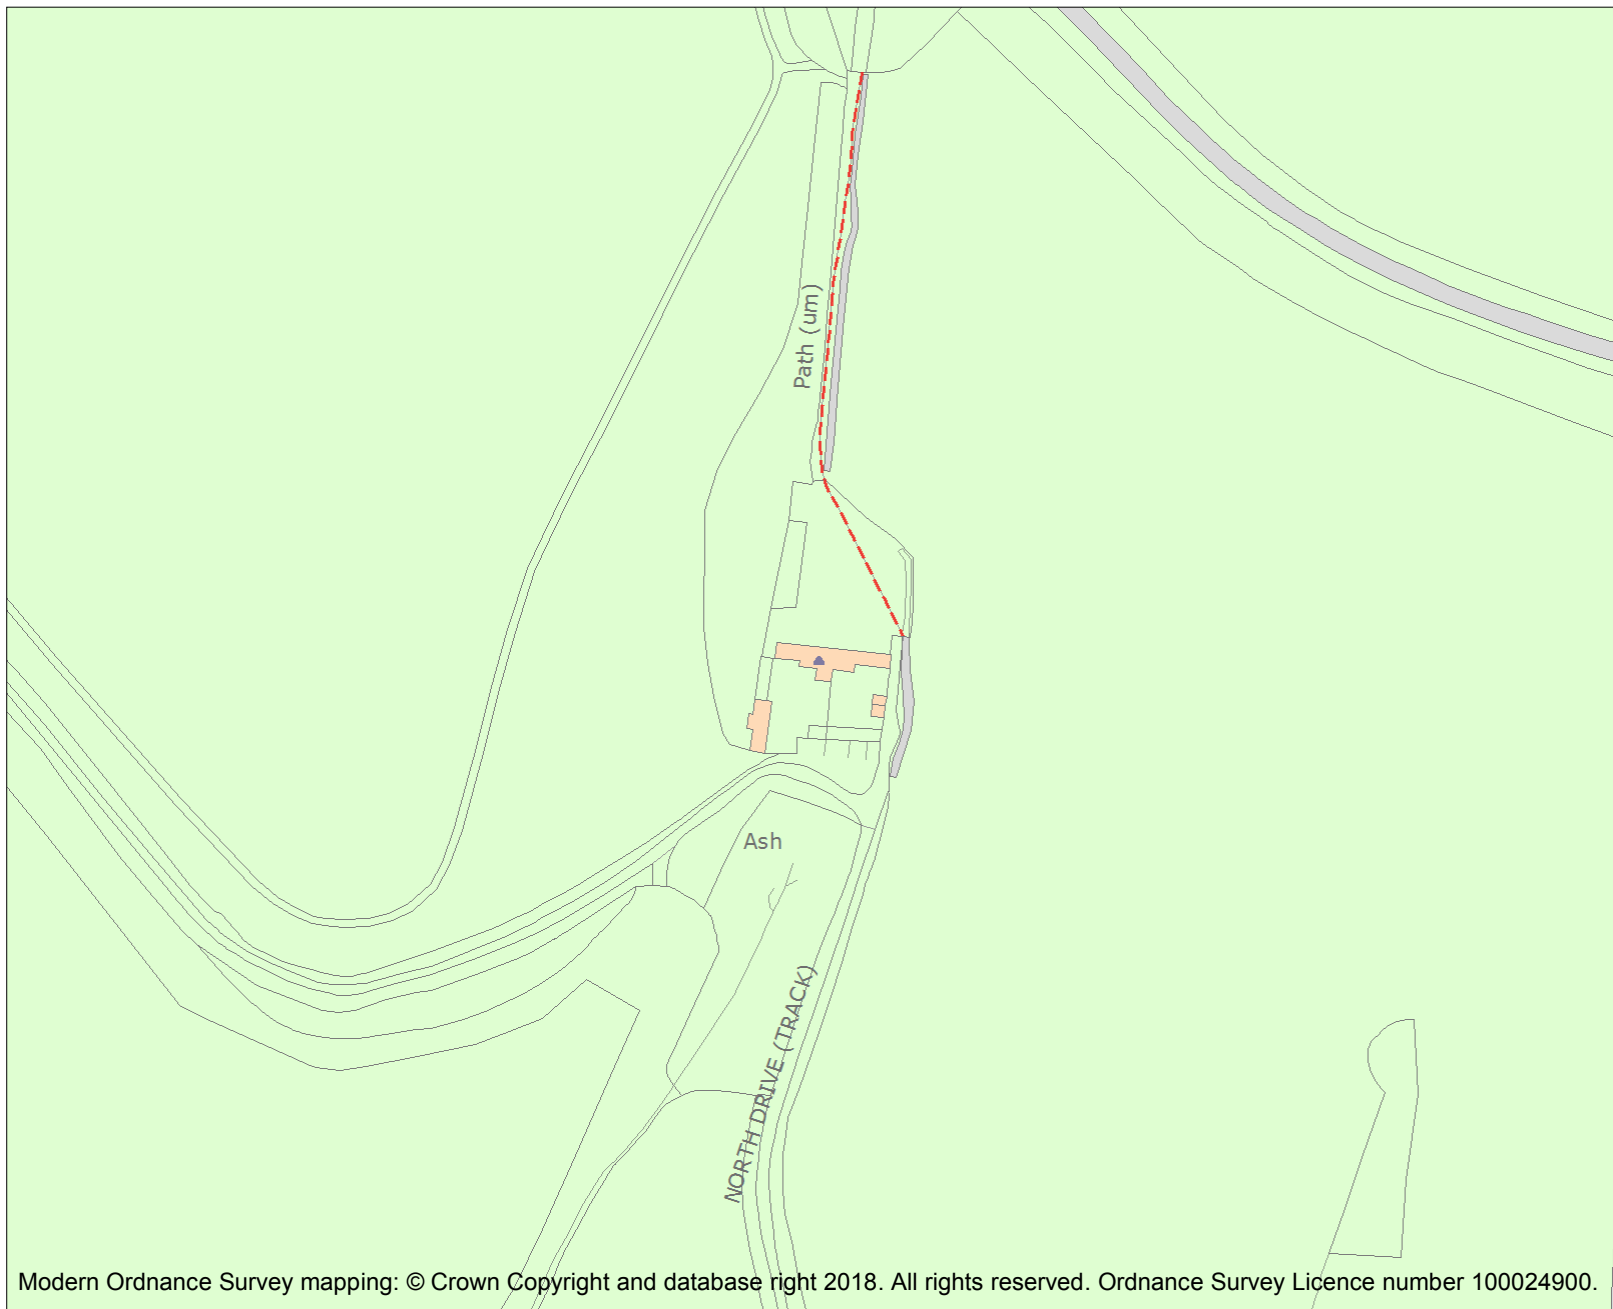 Path (um)
Ash
NORTH DRIVE (TRACK)
Modern Ordnance Survey mapping: © Crown Copyright and database right 2018. All rights reserved. Ordnance Survey Licence number 100024900.